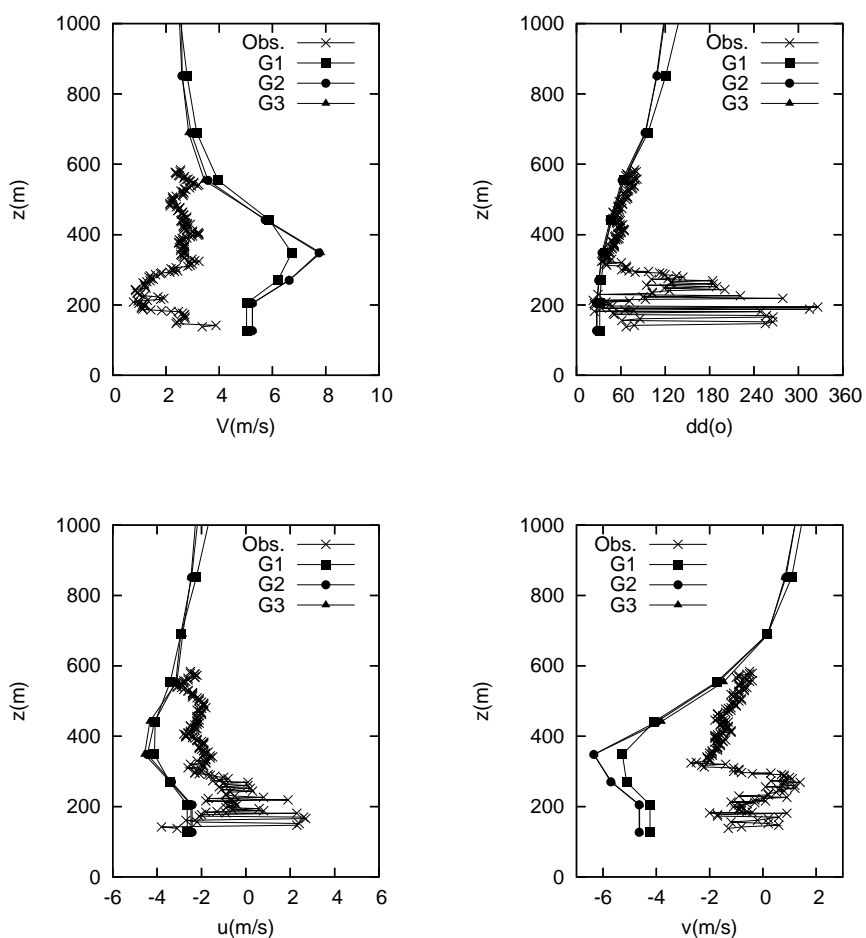 1000
800
600
400
200
0
z(m)
0 2 4 6 8 10
V(m/s)
Obs.
G1
G2
G3
1000
800
600
400
200
0
z(m)
0 60 120 180 240 300 360
dd(o)
Obs.
G1
G2
G3
1000
800
600
400
200
0
z(m)
-6 -4 -2 0 2 4 6
u(m/s)
Obs.
G1
G2
G3
1000
800
600
400
200
0
z(m)
-6 -4 -2 0 2
v(m/s)
Obs.
G1
G2
G3